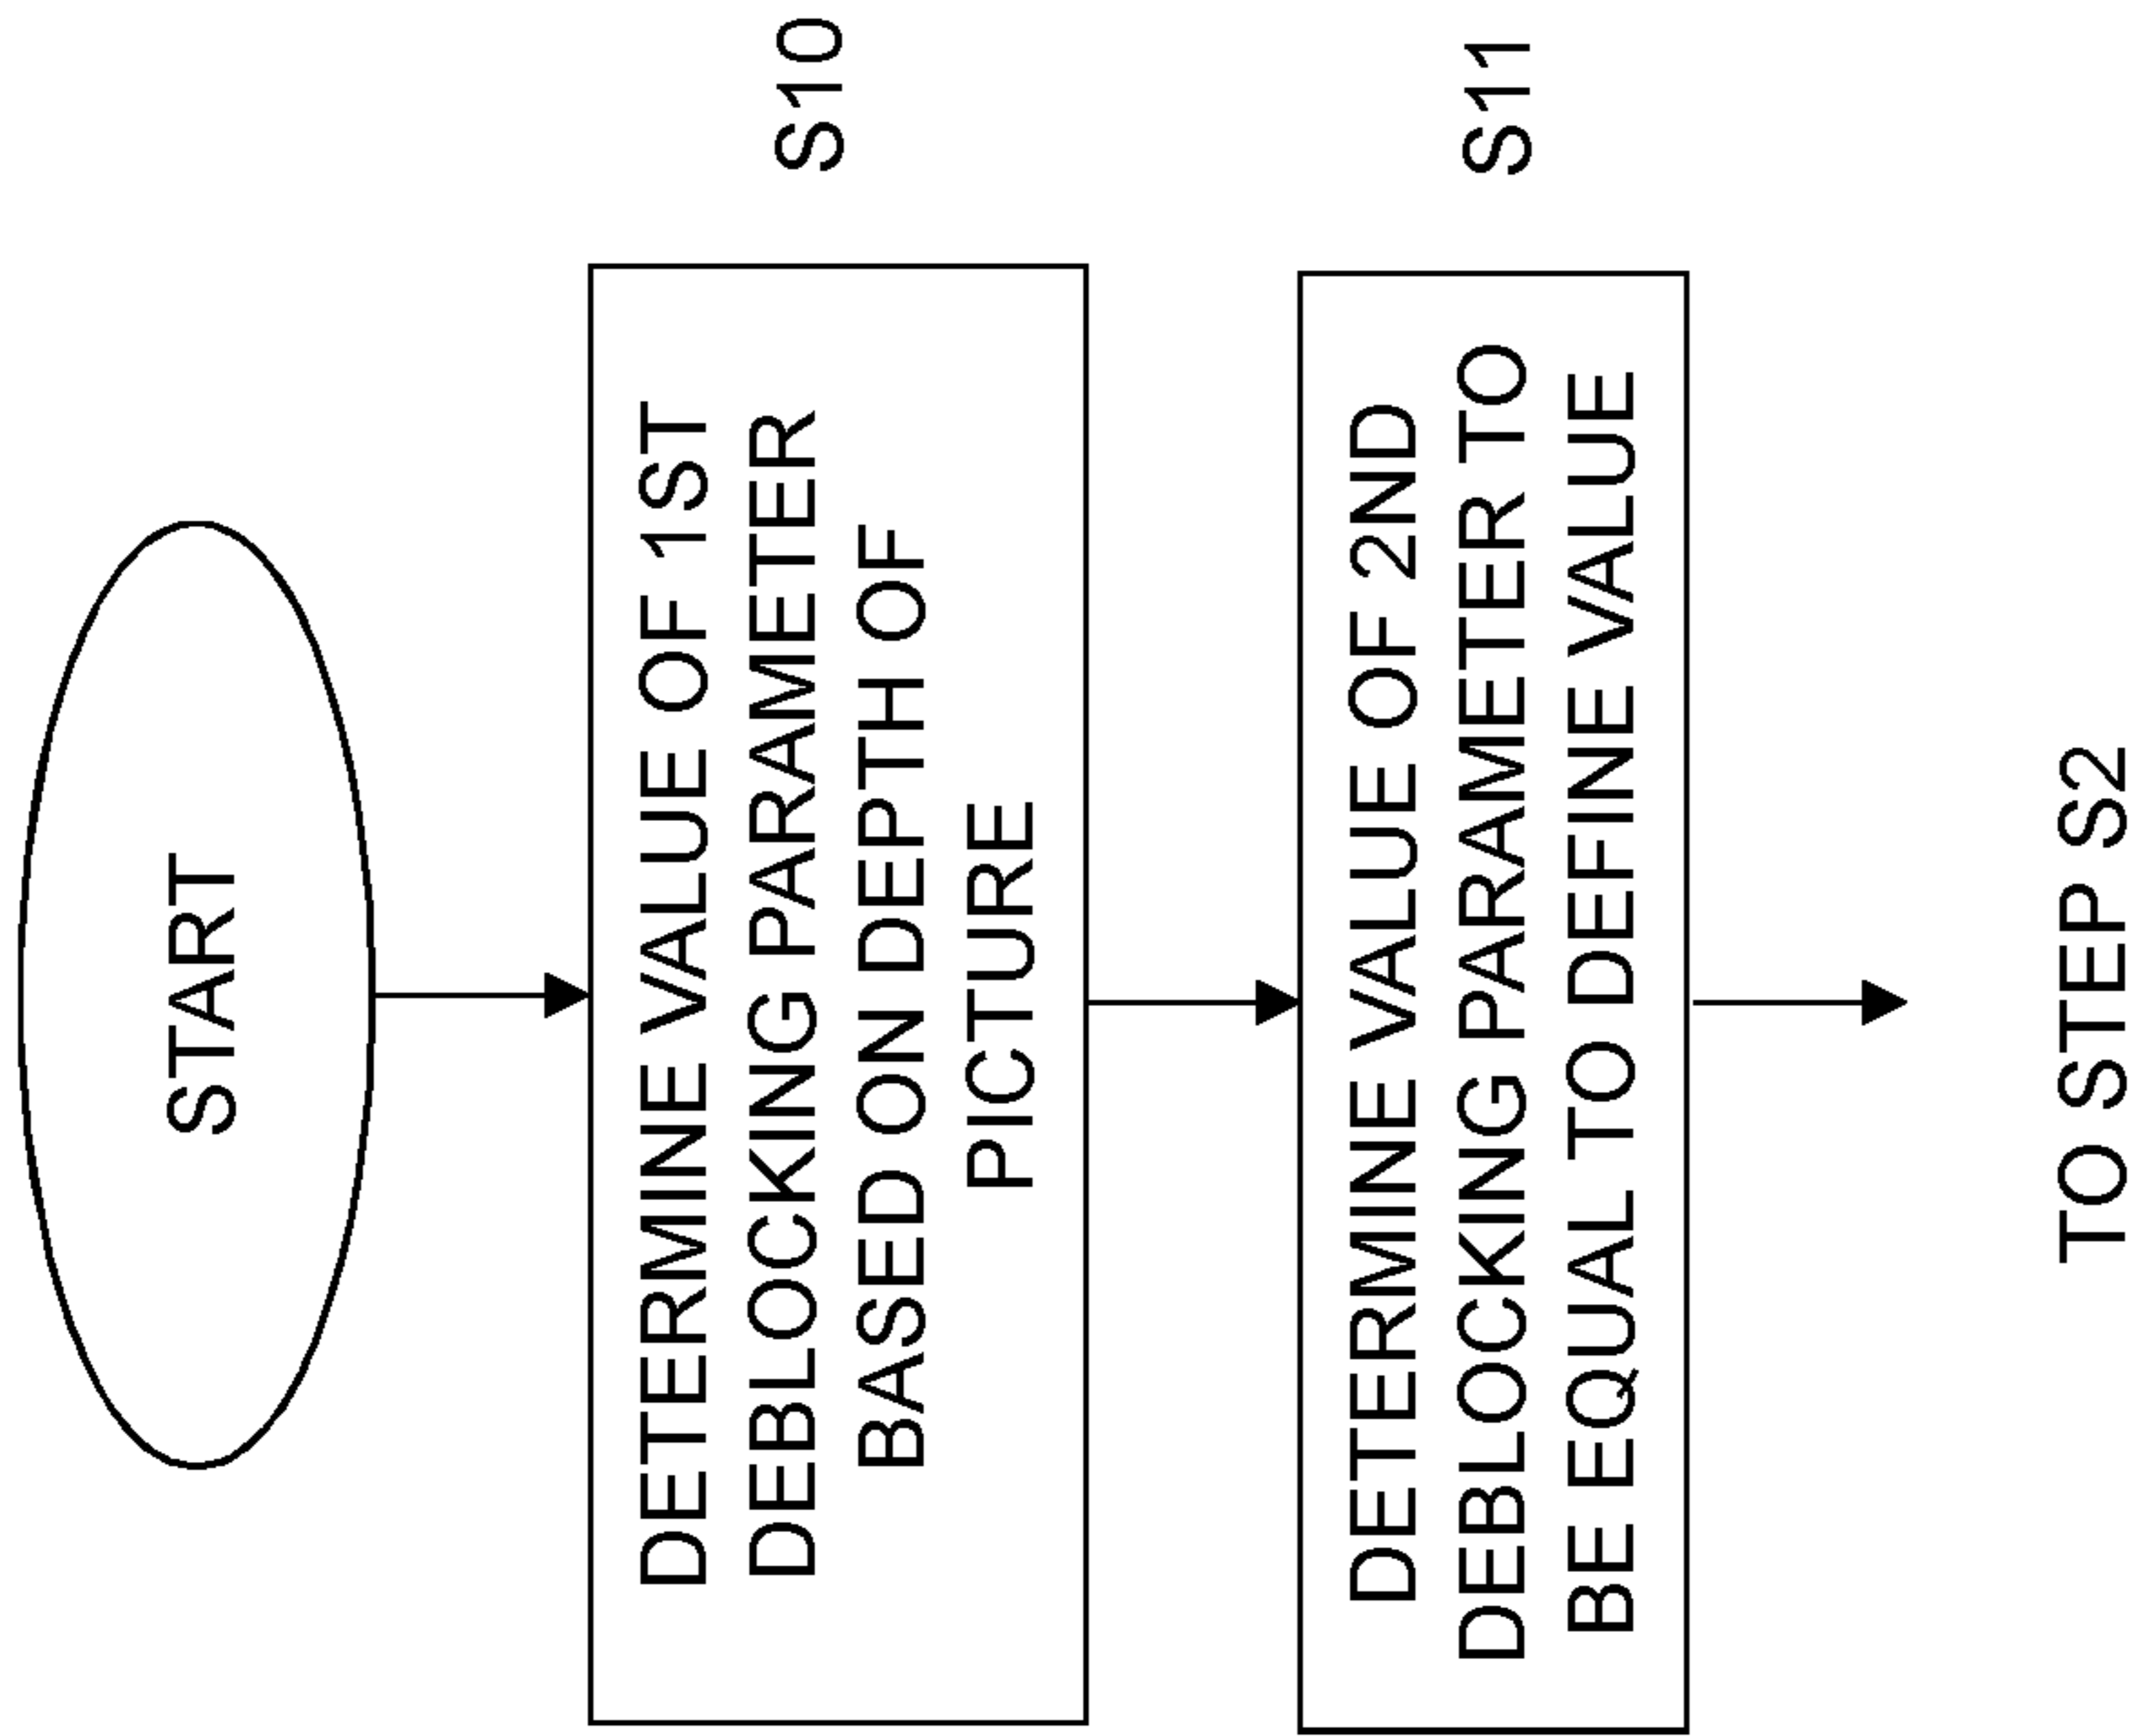 START
DETERMINE VALUE OF 1ST
DEBLOCKING PARAMETER
BASED ON DEPTH OF
PICTURE
S10
DETERMINE VALUE OF 2ND
DEBLOCKING PARAMETER TO
BE EQUAL TO DEFINE VALUE
S11
TO STEP S2